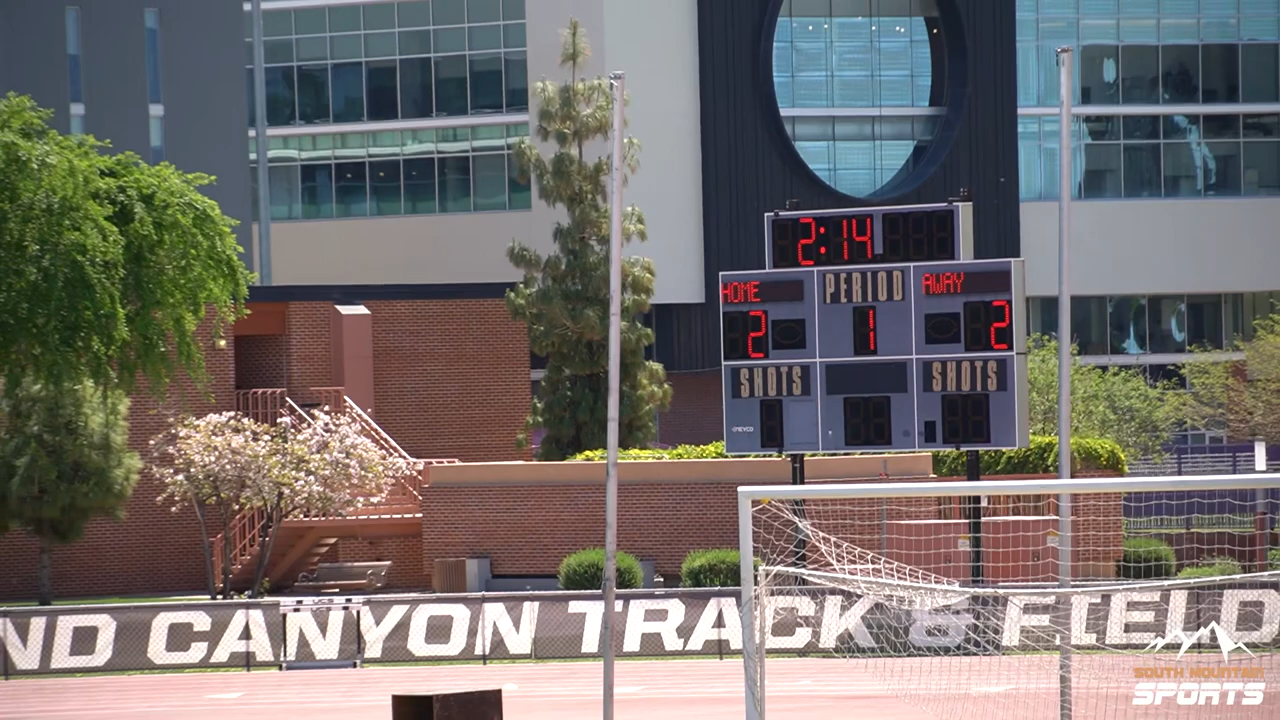 2:14
HOME PERIOD AWAY
2 1 2
SHOTS SHOTS
ND CANYON TRACK & FIELD
SOUTH MOUNTAIN
SPORTS